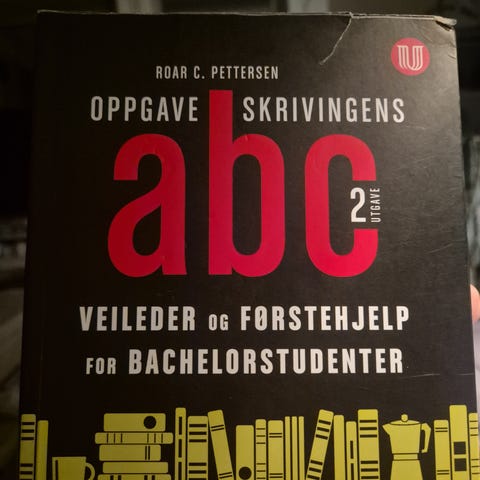 ROAR C. PETTERSEN
OPPGAVE SKRIVINGENS
abc
2
UTGAVE
VEILEDER OG FØRSTEHJELP
FOR BACHELORSTUDENTER